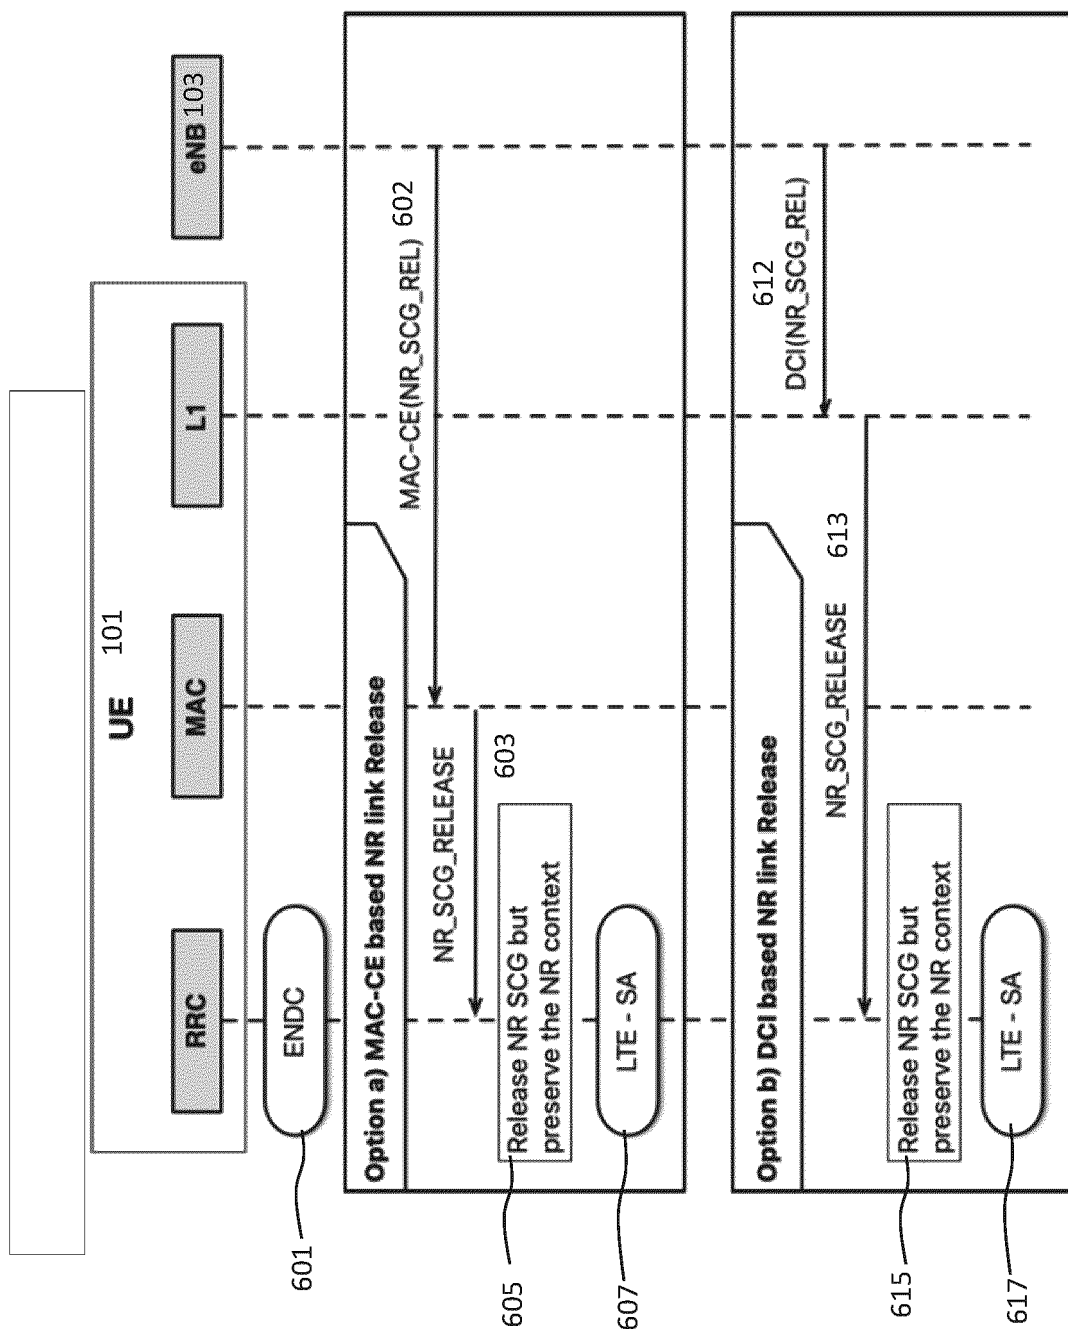 UE 101
RRC
MAC
L1
eNB 103
ENDC
601
Option a) MAC-CE based NR link Release
MAC-CE(NR_SCG_REL) 602
NR_SCG_RELEASE
603
Release NR SCG but
preserve the NR context
605
LTE - SA
607
Option b) DCI based NR link Release
612
DCI(NR_SCG_REL)
NR_SCG_RELEASE 613
Release NR SCG but
preserve the NR context
615
LTE - SA
617